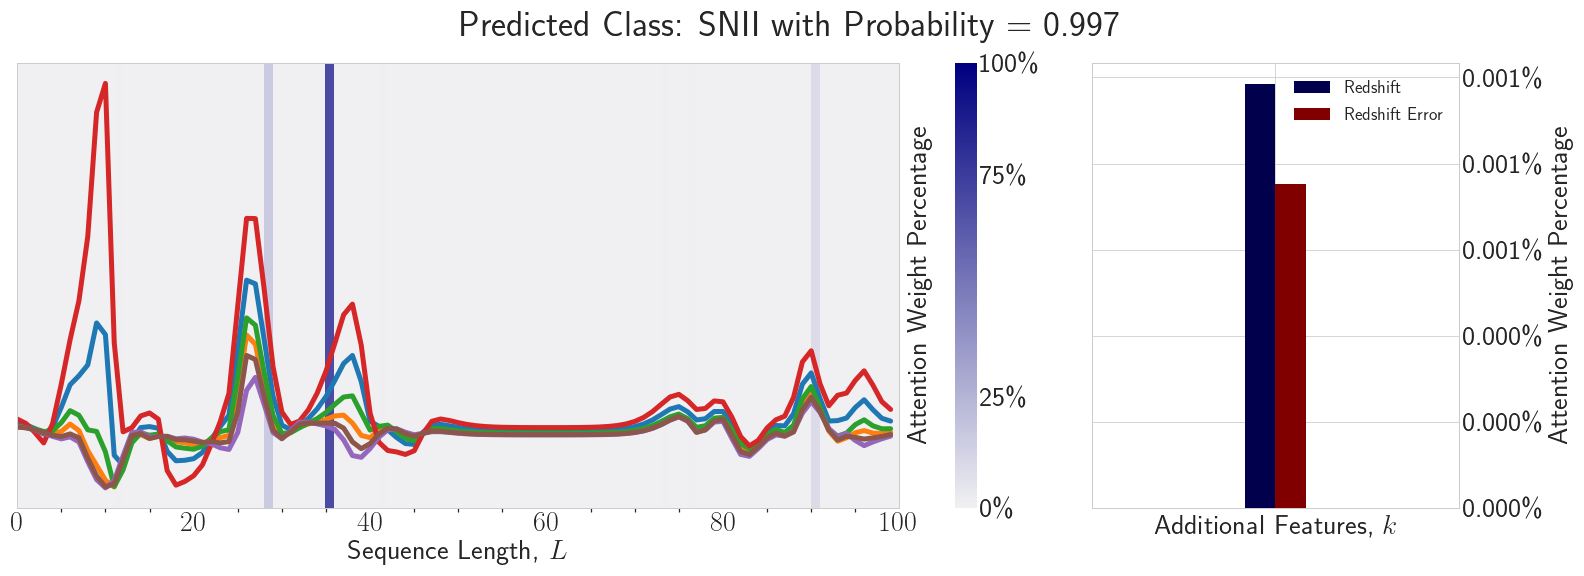 Predicted Class: SNII with Probability = 0.997
100%
75%
25%
0%
Attention Weight Percentage
0 20 40 60 80 100
Sequence Length, L
Redshift
Redshift Error
0.001%
0.001%
0.001%
0.000%
0.000%
0.000%
Attention Weight Percentage
Additional Features, k